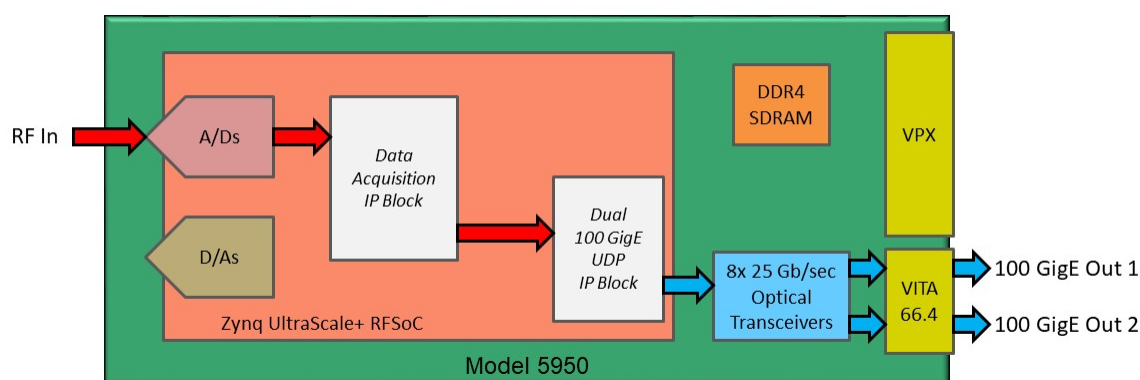 RF In
A/Ds
Data
Acquisition
IP Block
D/As
Zynq UltraScale+ RFSoC
Dual
100 GigE
UDP
IP Block
DDR4
SDRAM
VPX
8x 25 Gb/sec
Optical
Transceivers
VITA
66.4
100 GigE Out 1
100 GigE Out 2
Model 5950